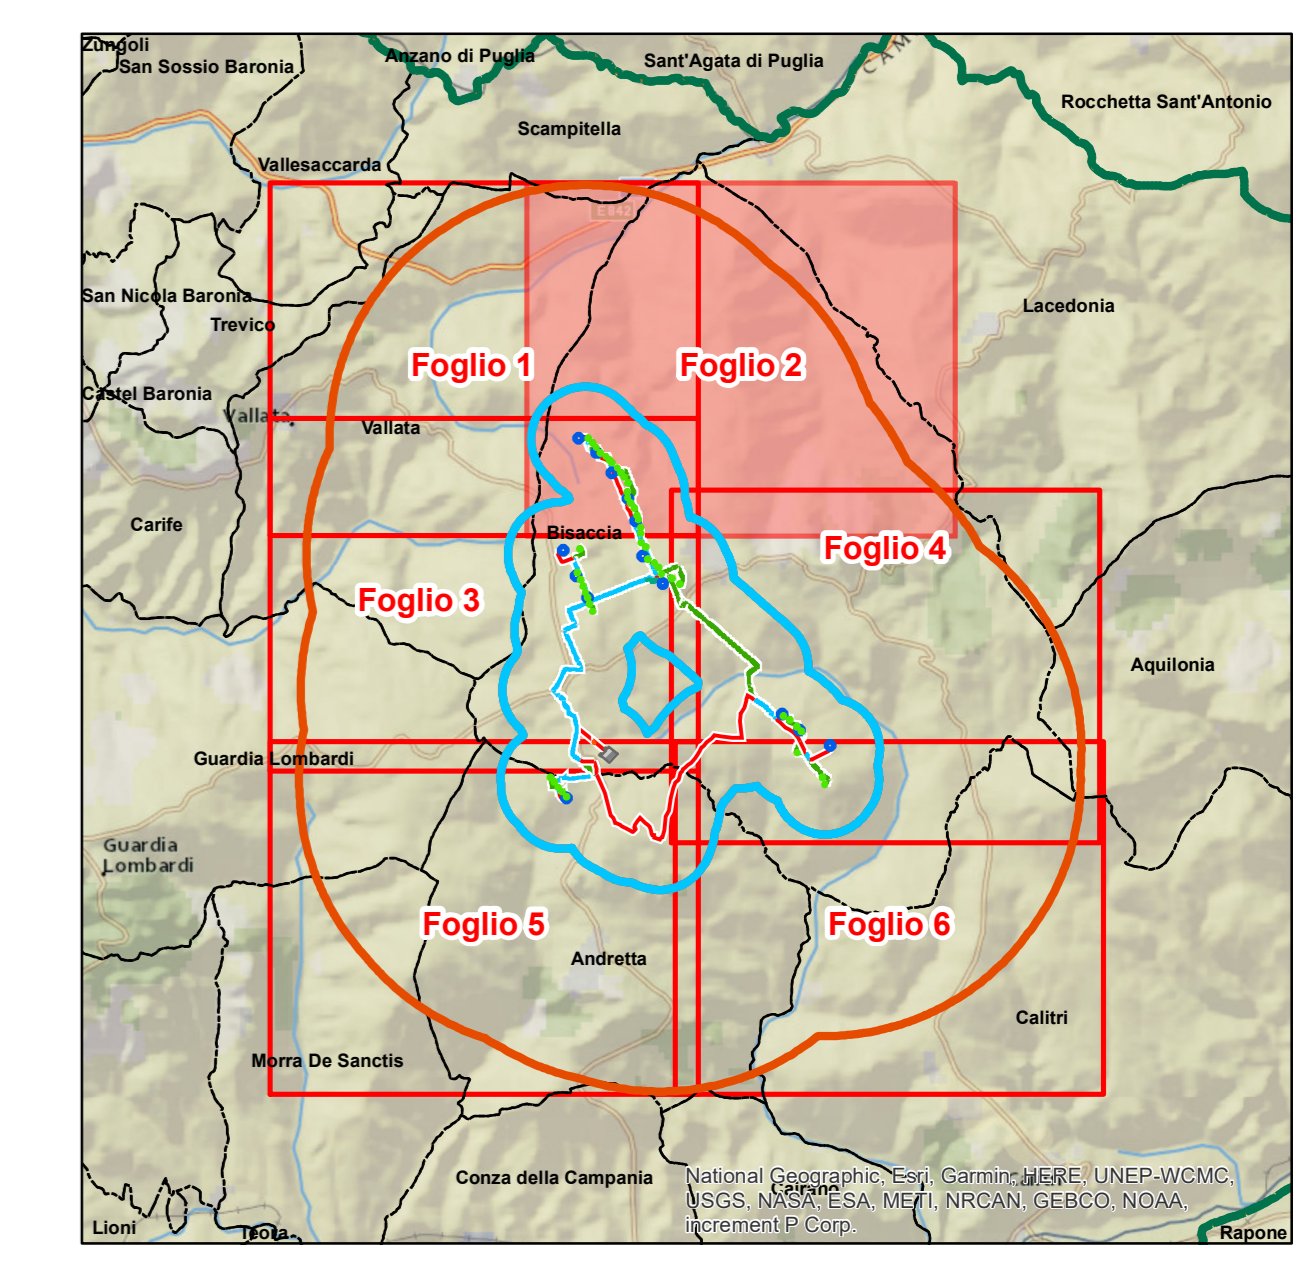 Zungoli
San Sossio Baronia
Anzano di Puglia
Sant'Agata di Puglia
CAM
Rocchetta Sant'Antonio
Scampitella
Vallesaccarda
E 842
San Nicola Baronia
Trevico
Lacedonia
Foglio 1
Foglio 2
Castel Baronia
Vallata
Vallata
Carife
Bisaccia
Foglio 4
Foglio 3
Aquilonia
Guardia Lombardi
Guardia
Lombardi
Foglio 5
Foglio 6
Andretta
Calitri
Morra De Sanctis
Conza della Campania
National Geographic, Esri, Garmin, HERE, UNEP-WCMC,
Cairano
USGS, NASA, ESA, METI, NRCAN, GEBCO, NOAA,
increment P Corp.
Lioni
Teora
Rapone